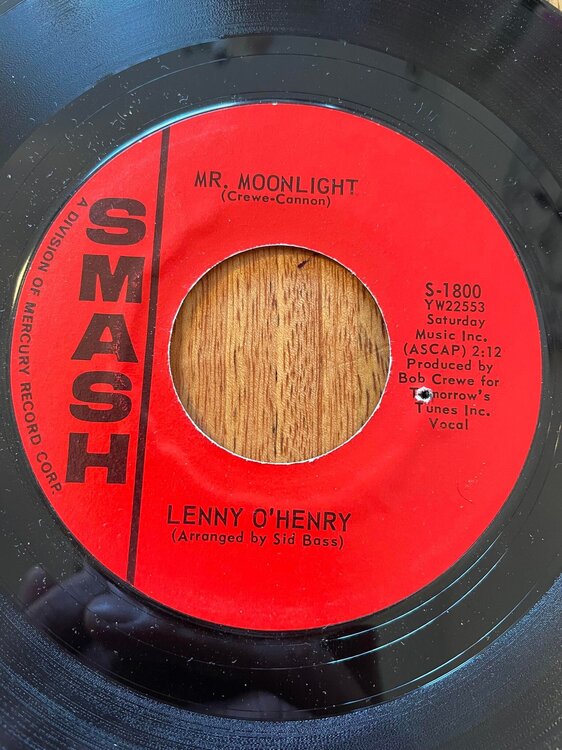 MR. MOONLIGHT
(Crewe-Cannon)
SMASH
A DIVISION OF MERCURY RECORD CORP.
S-1800
YW22553
Saturday
Music Inc.
(ASCAP) 2:12
Produced by
Bob Crewe for
Tomorrow's
Tunes Inc.
Vocal
LENNY O'HENRY
(Arranged by Sid Bass)